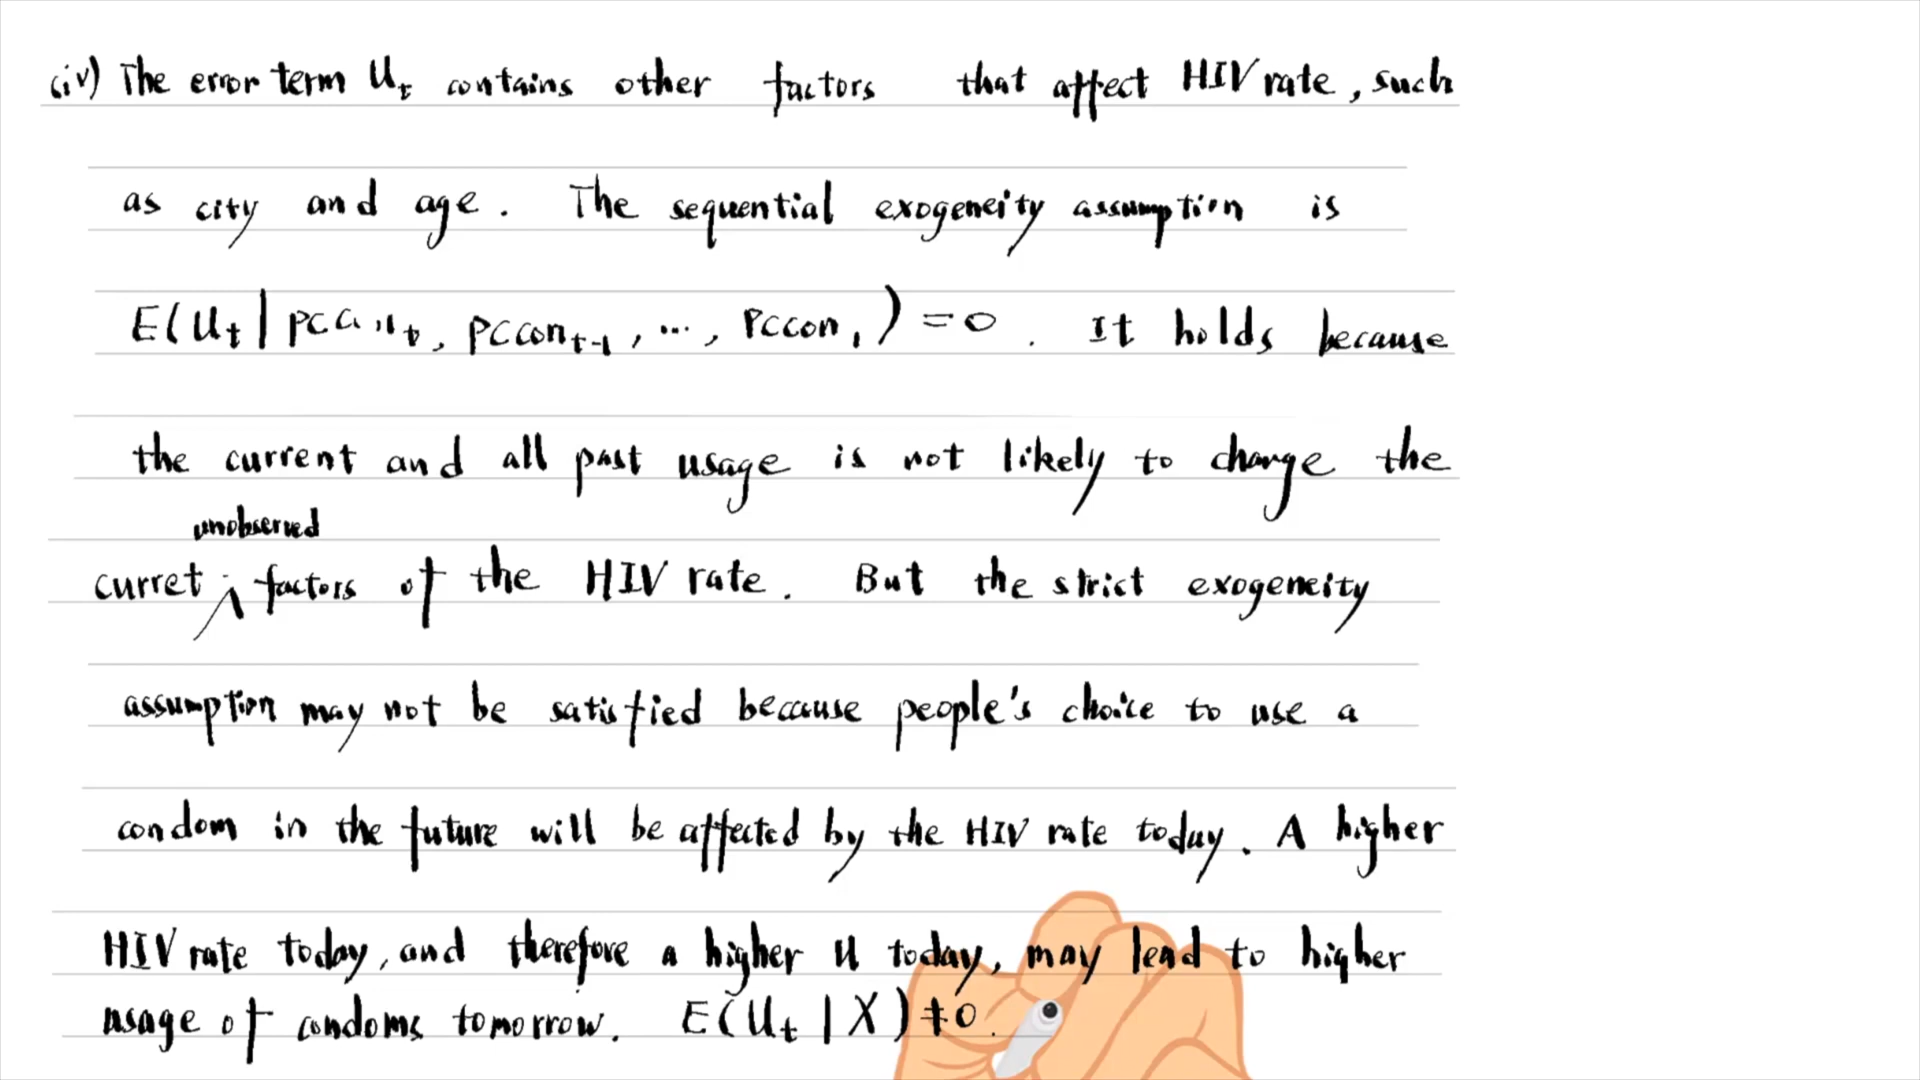 (iv) The error term Ut contains other factors that affect HIV rate, such
as city and age. The sequential exogeneity assumption is
E(Ut | pccont, pccont-1, ..., pccon1) = 0. It holds because
the current and all past usage is not likely to change the
unobserved
curret factors of the HIV rate. But the strict exogeneity
assumption may not be satisfied because people's choice to use a
condom in the future will be affected by the HIV rate today. A higher
HIV rate today, and therefore a higher u today, may lead to higher
usage of condoms tomorrow. E(Ut | X) ≠ 0.